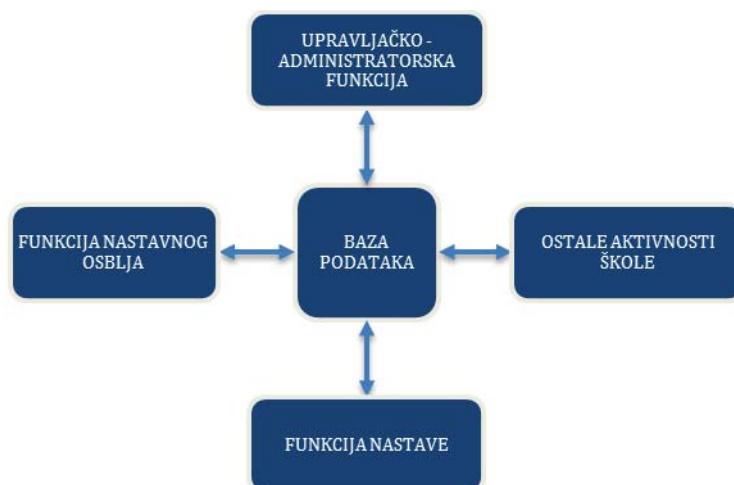 UPRAVLJAČKO -
ADMINISTRATORSKA
FUNKCIJA
FUNKCIJA NASTAVNOG
OSBLJA
BAZA
PODATAKA
OSTALE AKTIVNOSTI
ŠKOLE
FUNKCIJA NASTAVE